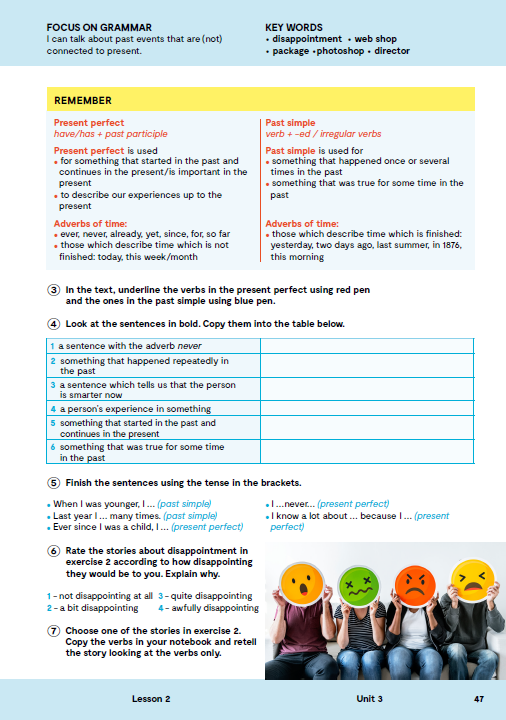 FOCUS ON GRAMMAR
I can talk about past events that are (not)
connected to present.
KEY WORDS
• disappointment • web shop
• package •photoshop • director
REMEMBER
Present perfect
have/has + past participle
Present perfect is used
• for something that started in the past and
continues in the present/is important in the
present
• to describe our experiences up to the
present
Adverbs of time:
• ever, never, already, yet, since, for, so far
• those which describe time which is not
finished: today, this week/month
Past simple
verb + -ed / irregular verbs
Past simple is used for
• something that happened once or several
times in the past
• something that was true for some time in the
past
Adverbs of time:
• those which describe time which is finished:
yesterday, two days ago, last summer, in 1876,
this morning
3 In the text, underline the verbs in the present perfect using red pen
and the ones in the past simple using blue pen.
4 Look at the sentences in bold. Copy them into the table below.
1 a sentence with the adverb never
2 something that happened repeatedly in
the past
3 a sentence which tells us that the person
is smarter now
4 a person's experience in something
5 something that started in the past and
continues in the present
6 something that was true for some time
in the past
5 Finish the sentences using the tense in the brackets.
• When I was younger, I ... (past simple)
• Last year I ... many times. (past simple)
• Ever since I was a child, I ... (present perfect)
• I ...never... (present perfect)
• I know a lot about ... because I ... (present
perfect)
6 Rate the stories about disappointment in
exercise 2 according to how disappointing
they would be to you. Explain why.
1 - not disappointing at all 3 - quite disappointing
2 - a bit disappointing 4 - awfully disappointing
7 Choose one of the stories in exercise 2.
Copy the verbs in your notebook and retell
the story looking at the verbs only.
Lesson 2
Unit 3
47